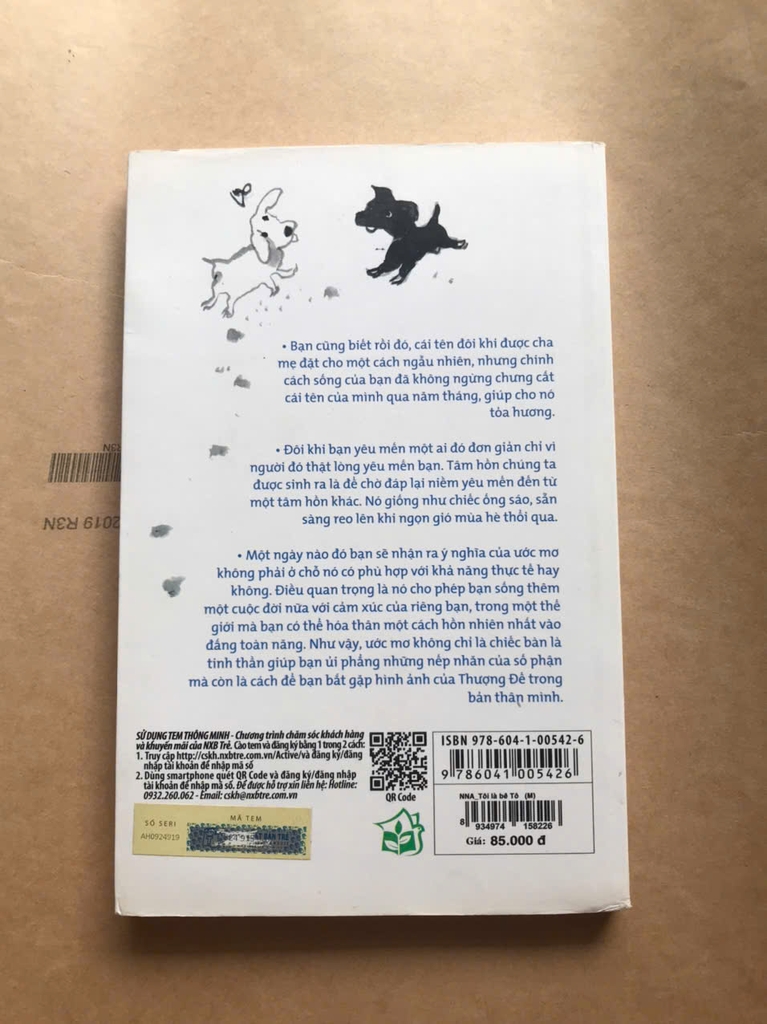 • Bạn cũng biết rồi đó, cái tên đôi khi được cha
mẹ đặt cho một cách ngẫu nhiên, nhưng chính
cách sống của bạn đã không ngừng chưng cất
cái tên của mình qua năm tháng, giúp cho nó
tỏa hương.
• Đôi khi bạn yêu mến một ai đó đơn giản chỉ vì
người đó thật lòng yêu mến bạn. Tâm hồn chúng ta
được sinh ra là để chờ đáp lại niềm yêu mến đến từ
một tâm hồn khác. Nó giống như chiếc ống sáo, sẵn
sàng reo lên khi ngọn gió mùa hè thổi qua.
• Một ngày nào đó bạn sẽ nhận ra ý nghĩa của ước mơ
không phải ở chỗ nó có phù hợp với khả năng thực tế hay
không. Điều quan trọng là nó cho phép bạn sống thêm
một cuộc đời nữa với cảm xúc của riêng bạn, trong một thế
giới mà bạn có thể hóa thân một cách hồn nhiên nhất vào
đấng toàn năng. Như vậy, ước mơ không chỉ là chiếc bàn là
tinh thần giúp bạn ủi phẳng những nếp nhăn của số phận
mà còn là cách để bạn bắt gặp hình ảnh của Thượng Đế trong
bản thân mình.
R3N
2019 R3N
SỬ DỤNG TEM THÔNG MINH - Chương trình chăm sóc khách hàng
và khuyến mãi của NXB Trẻ. Cào tem và đăng ký bằng 1 trong 2 cách:
1. Truy cập http://cskh.nxbtre.com.vn/Active/và đăng ký/đăng
nhập tài khoản để nhập mã số
2. Dùng smartphone quét QR Code và đăng ký/đăng nhập
tài khoản để nhập mã số. Để được hỗ trợ xin liên hệ: Hotline:
0932.260.062 - Email: cskh@nxbtre.com.vn
QR Code
SỐ SERI
AH0924919
MÃ TEM
ISBN 978-604-1-00542-6
9 786041 005426
NNA_Tôi là bê Tô (M)
8 934974 158226
Giá: 85.000 đ